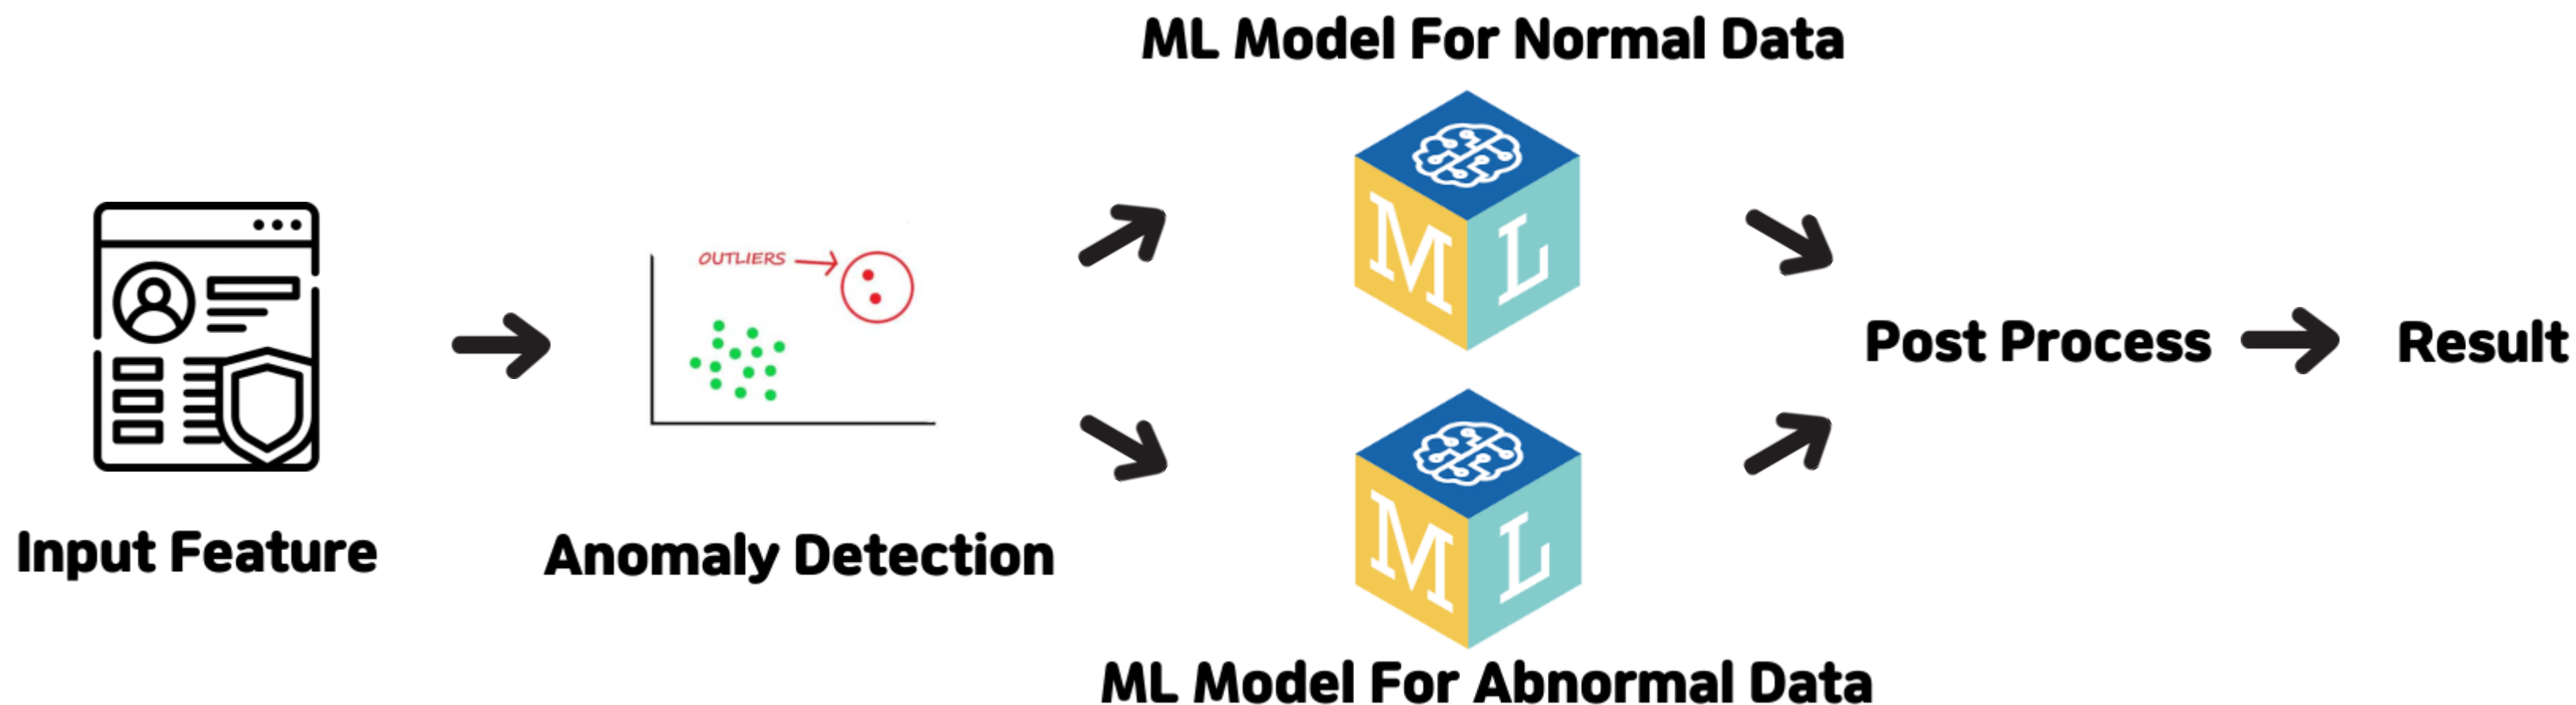 ML Model For Normal Data
M L
OUTLIERS
Post Process
Result
M L
Input Feature
Anomaly Detection
ML Model For Abnormal Data